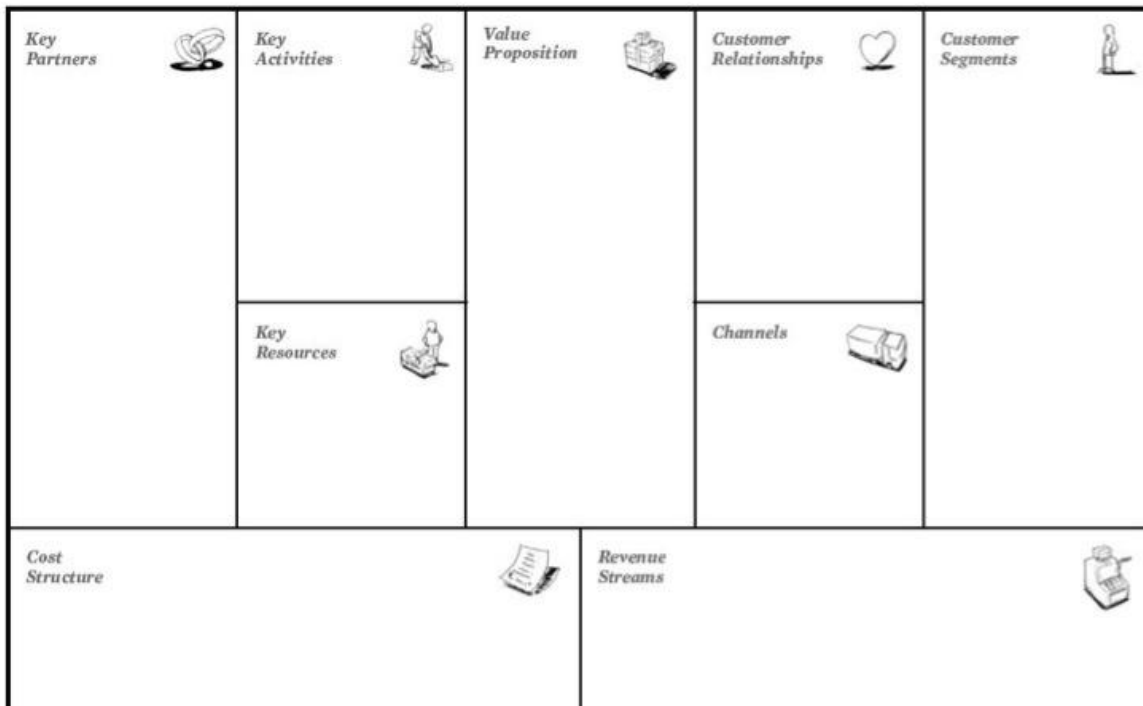 Key
Partners
Key
Activities
Value
Proposition
Customer
Relationships
Customer
Segments
Key
Resources
Channels
Cost
Structure
Revenue
Streams